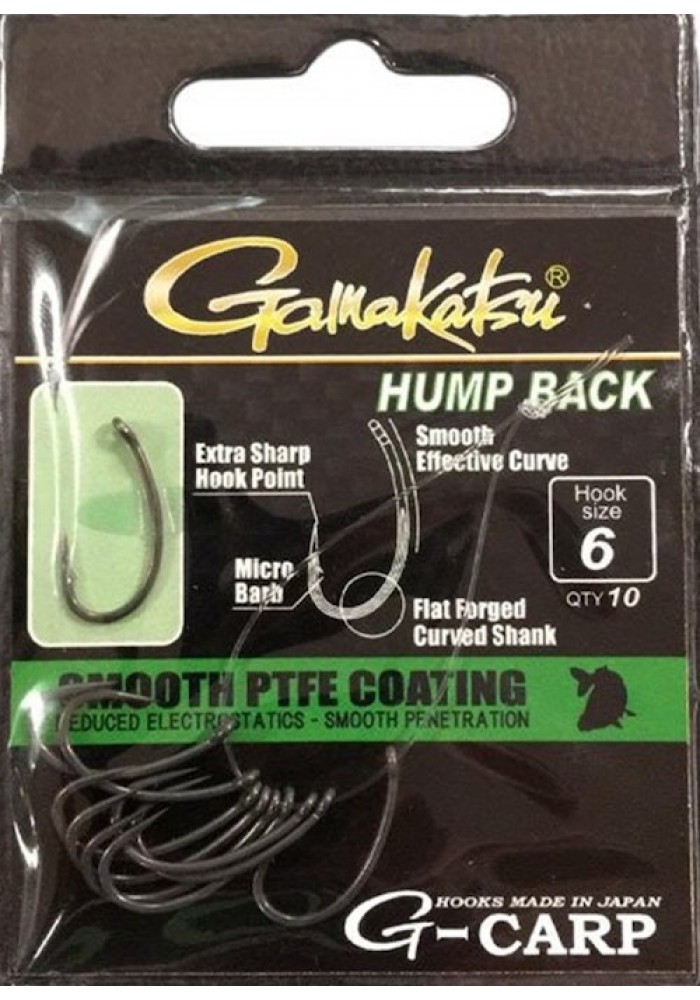 Gamakatsu®
HUMP BACK
Extra Sharp
Hook Point
Smooth
Effective Curve
Hook
size
6
QTY 10
Micro
Barb
Flat Forged
Curved Shank
SMOOTH PTFE COATING
REDUCED ELECTROSTATICS - SMOOTH PENETRATION
HOOKS MADE IN JAPAN
G-CARP